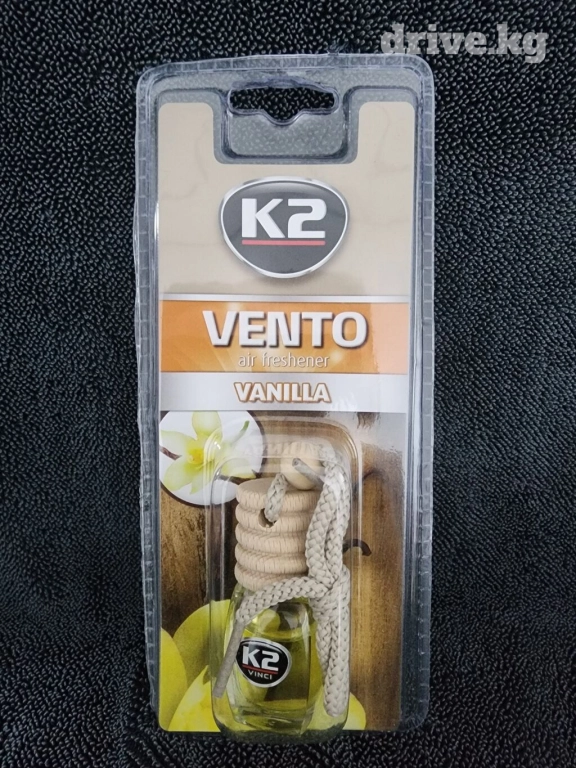 drive.kg
K2
VENTO
air freshener
VANILLA
K2
VINCI